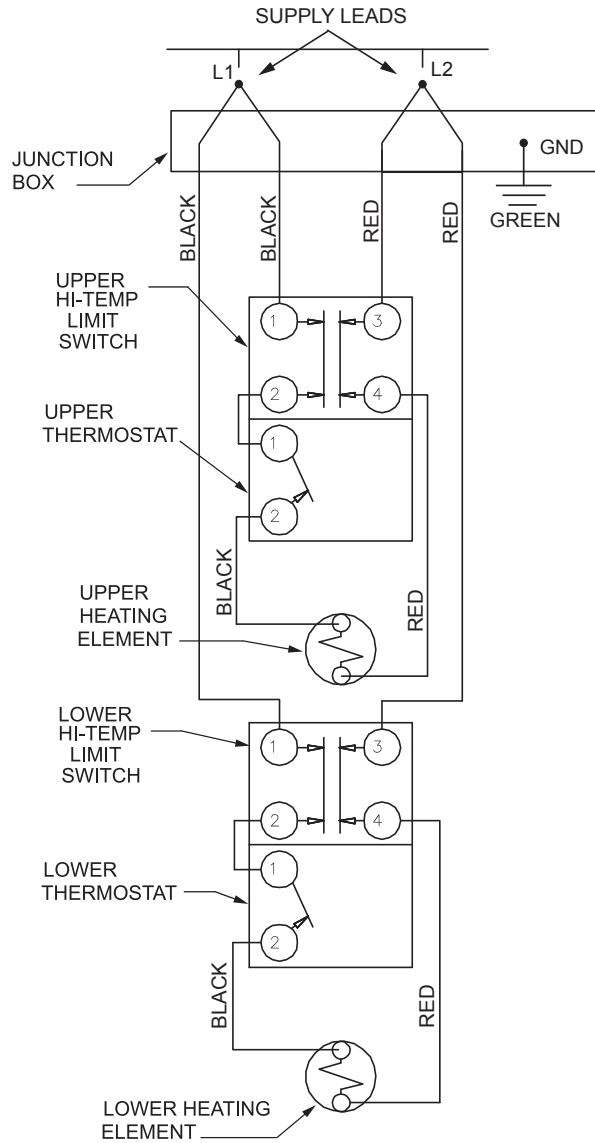 SUPPLY LEADS
L1
L2
JUNCTION
BOX
GND
GREEN
BLACK
BLACK
RED
RED
UPPER
HI-TEMP
LIMIT
SWITCH
1
3
2
4
UPPER
THERMOSTAT
1
2
BLACK
RED
UPPER
HEATING
ELEMENT
LOWER
HI-TEMP
LIMIT
SWITCH
1
3
2
4
LOWER
THERMOSTAT
1
2
BLACK
RED
LOWER HEATING
ELEMENT